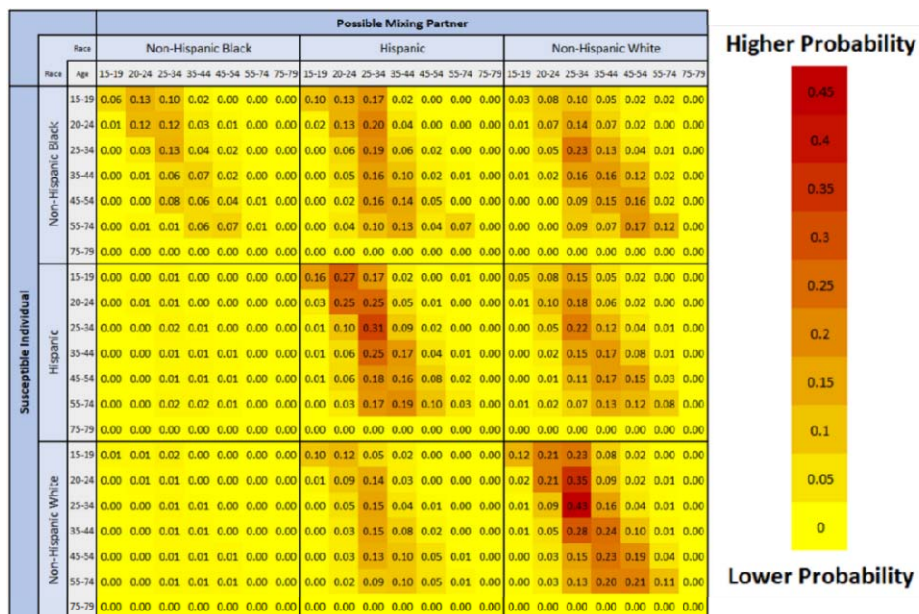 Possible Mixing Partner
Race Non-Hispanic Black Hispanic Non-Hispanic White
Race Age 15-19 20-24 25-34 35-44 45-54 55-74 75-79 15-19 20-24 25-34 35-44 45-54 55-74 75-79 15-19 20-24 25-34 35-44 45-54 55-74 75-79
Susceptible Individual
Non-Hispanic Black
15-19 0.06 0.13 0.10 0.02 0.00 0.00 0.00 0.10 0.13 0.17 0.02 0.00 0.00 0.00 0.03 0.08 0.10 0.05 0.02 0.02 0.00
20-24 0.01 0.12 0.12 0.03 0.01 0.00 0.00 0.02 0.13 0.20 0.04 0.01 0.00 0.00 0.01 0.07 0.14 0.07 0.02 0.00 0.00
25-34 0.00 0.03 0.13 0.04 0.02 0.00 0.00 0.00 0.06 0.19 0.06 0.02 0.00 0.00 0.00 0.05 0.23 0.13 0.04 0.01 0.00
35-44 0.00 0.01 0.06 0.07 0.02 0.00 0.00 0.00 0.05 0.16 0.10 0.02 0.00 0.00 0.01 0.02 0.16 0.16 0.12 0.02 0.00
45-54 0.00 0.00 0.08 0.06 0.04 0.01 0.00 0.00 0.02 0.16 0.14 0.05 0.00 0.00 0.00 0.00 0.09 0.15 0.16 0.02 0.00
55-74 0.00 0.01 0.01 0.06 0.07 0.01 0.00 0.00 0.04 0.10 0.13 0.04 0.07 0.00 0.00 0.00 0.09 0.07 0.17 0.12 0.00
75-79 0.00 0.00 0.00 0.00 0.00 0.00 0.00 0.00 0.00 0.00 0.00 0.00 0.00 0.00 0.00 0.00 0.00 0.00 0.00 0.00 0.00
Hispanic
15-19 0.00 0.00 0.01 0.00 0.00 0.00 0.00 0.16 0.27 0.17 0.02 0.00 0.01 0.00 0.05 0.08 0.15 0.05 0.02 0.00 0.00
20-24 0.00 0.01 0.01 0.00 0.00 0.00 0.00 0.03 0.25 0.25 0.05 0.01 0.00 0.00 0.01 0.10 0.18 0.06 0.02 0.00 0.00
25-34 0.00 0.00 0.02 0.01 0.00 0.00 0.00 0.01 0.10 0.31 0.09 0.02 0.00 0.00 0.00 0.05 0.22 0.12 0.04 0.01 0.00
35-44 0.00 0.00 0.01 0.01 0.00 0.00 0.00 0.01 0.06 0.25 0.17 0.04 0.01 0.00 0.00 0.02 0.15 0.17 0.08 0.01 0.00
45-54 0.00 0.00 0.01 0.01 0.01 0.00 0.00 0.01 0.06 0.18 0.16 0.08 0.02 0.00 0.00 0.01 0.11 0.17 0.15 0.03 0.00
55-74 0.00 0.00 0.02 0.02 0.01 0.00 0.00 0.00 0.03 0.17 0.19 0.10 0.03 0.00 0.01 0.02 0.07 0.13 0.12 0.08 0.00
75-79 0.00 0.00 0.00 0.00 0.00 0.00 0.00 0.00 0.00 0.00 0.00 0.00 0.00 0.00 0.00 0.00 0.00 0.00 0.00 0.00 0.00
Non-Hispanic White
15-19 0.01 0.01 0.02 0.00 0.00 0.00 0.00 0.10 0.12 0.05 0.02 0.00 0.00 0.00 0.12 0.21 0.23 0.08 0.02 0.00 0.00
20-24 0.00 0.01 0.01 0.00 0.00 0.00 0.00 0.01 0.09 0.14 0.03 0.00 0.00 0.00 0.02 0.21 0.35 0.09 0.02 0.01 0.00
25-34 0.00 0.00 0.01 0.01 0.00 0.00 0.00 0.00 0.05 0.15 0.04 0.01 0.00 0.00 0.01 0.09 0.43 0.16 0.04 0.01 0.00
35-44 0.00 0.00 0.01 0.01 0.00 0.00 0.00 0.00 0.03 0.15 0.08 0.02 0.00 0.00 0.01 0.05 0.28 0.24 0.10 0.01 0.00
45-54 0.00 0.00 0.01 0.01 0.00 0.00 0.00 0.00 0.03 0.13 0.10 0.05 0.01 0.00 0.00 0.03 0.15 0.23 0.19 0.04 0.00
55-74 0.00 0.00 0.00 0.01 0.01 0.00 0.00 0.00 0.02 0.09 0.10 0.05 0.01 0.00 0.00 0.03 0.13 0.20 0.21 0.11 0.00
75-79 0.00 0.00 0.00 0.00 0.00 0.00 0.00 0.00 0.00 0.00 0.00 0.00 0.00 0.00 0.00 0.00 0.00 0.00 0.00 0.00 0.00
Higher Probability
0.45
0.4
0.35
0.3
0.25
0.2
0.15
0.1
0.05
0
Lower Probability